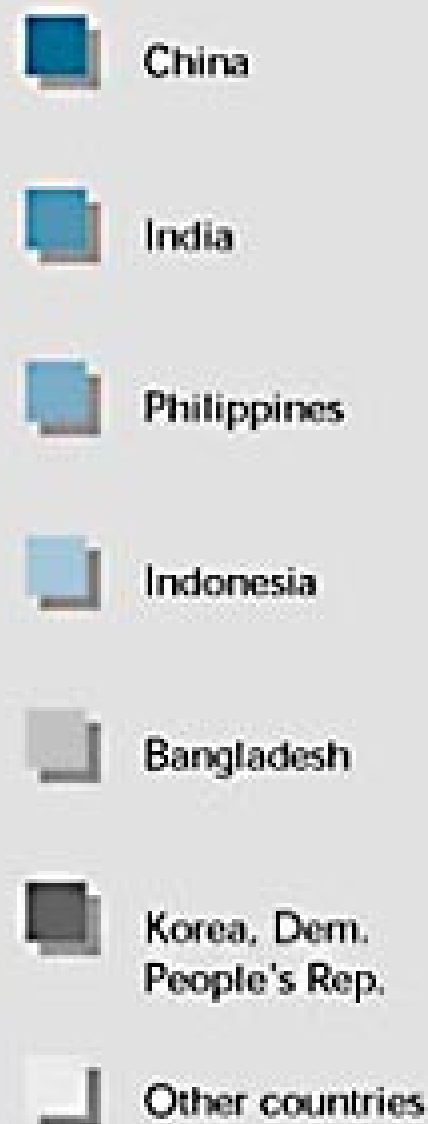 China
India
Philippines
Indonesia
Bangladesh
Korea, Dem.
People's Rep.
Other countries